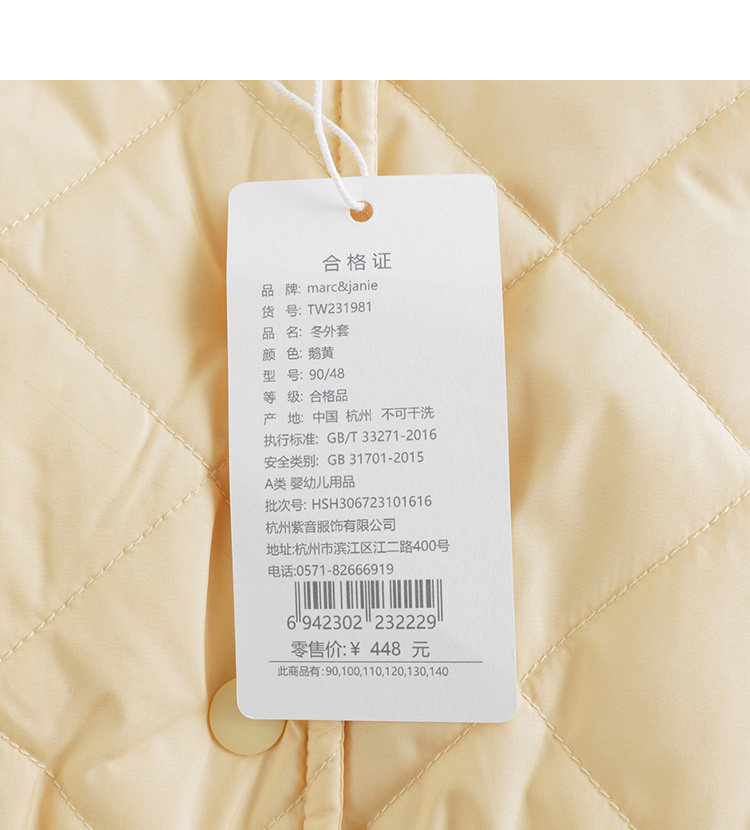 合格证
品 牌: marc&janie
货 号: TW231981
品 名: 冬外套
颜 色: 鹅黄
型 号: 90/48
等 级: 合格品
产 地: 中国 杭州 不可干洗
执行标准: GB/T 33271-2016
安全类别: GB 31701-2015
A类 婴幼儿用品
批次号: HSH306723101616
杭州紫音服饰有限公司
地址:杭州市滨江区江二路400号
电话:0571-82666919
6 942302 232229
零售价:¥ 448 元
此商品有: 90,100,110,120,130,140